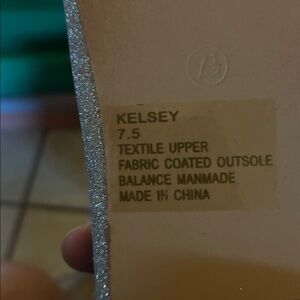 7½
KELSEY
7.5
TEXTILE UPPER
FABRIC COATED OUTSOLE
BALANCE MANMADE
MADE IN CHINA